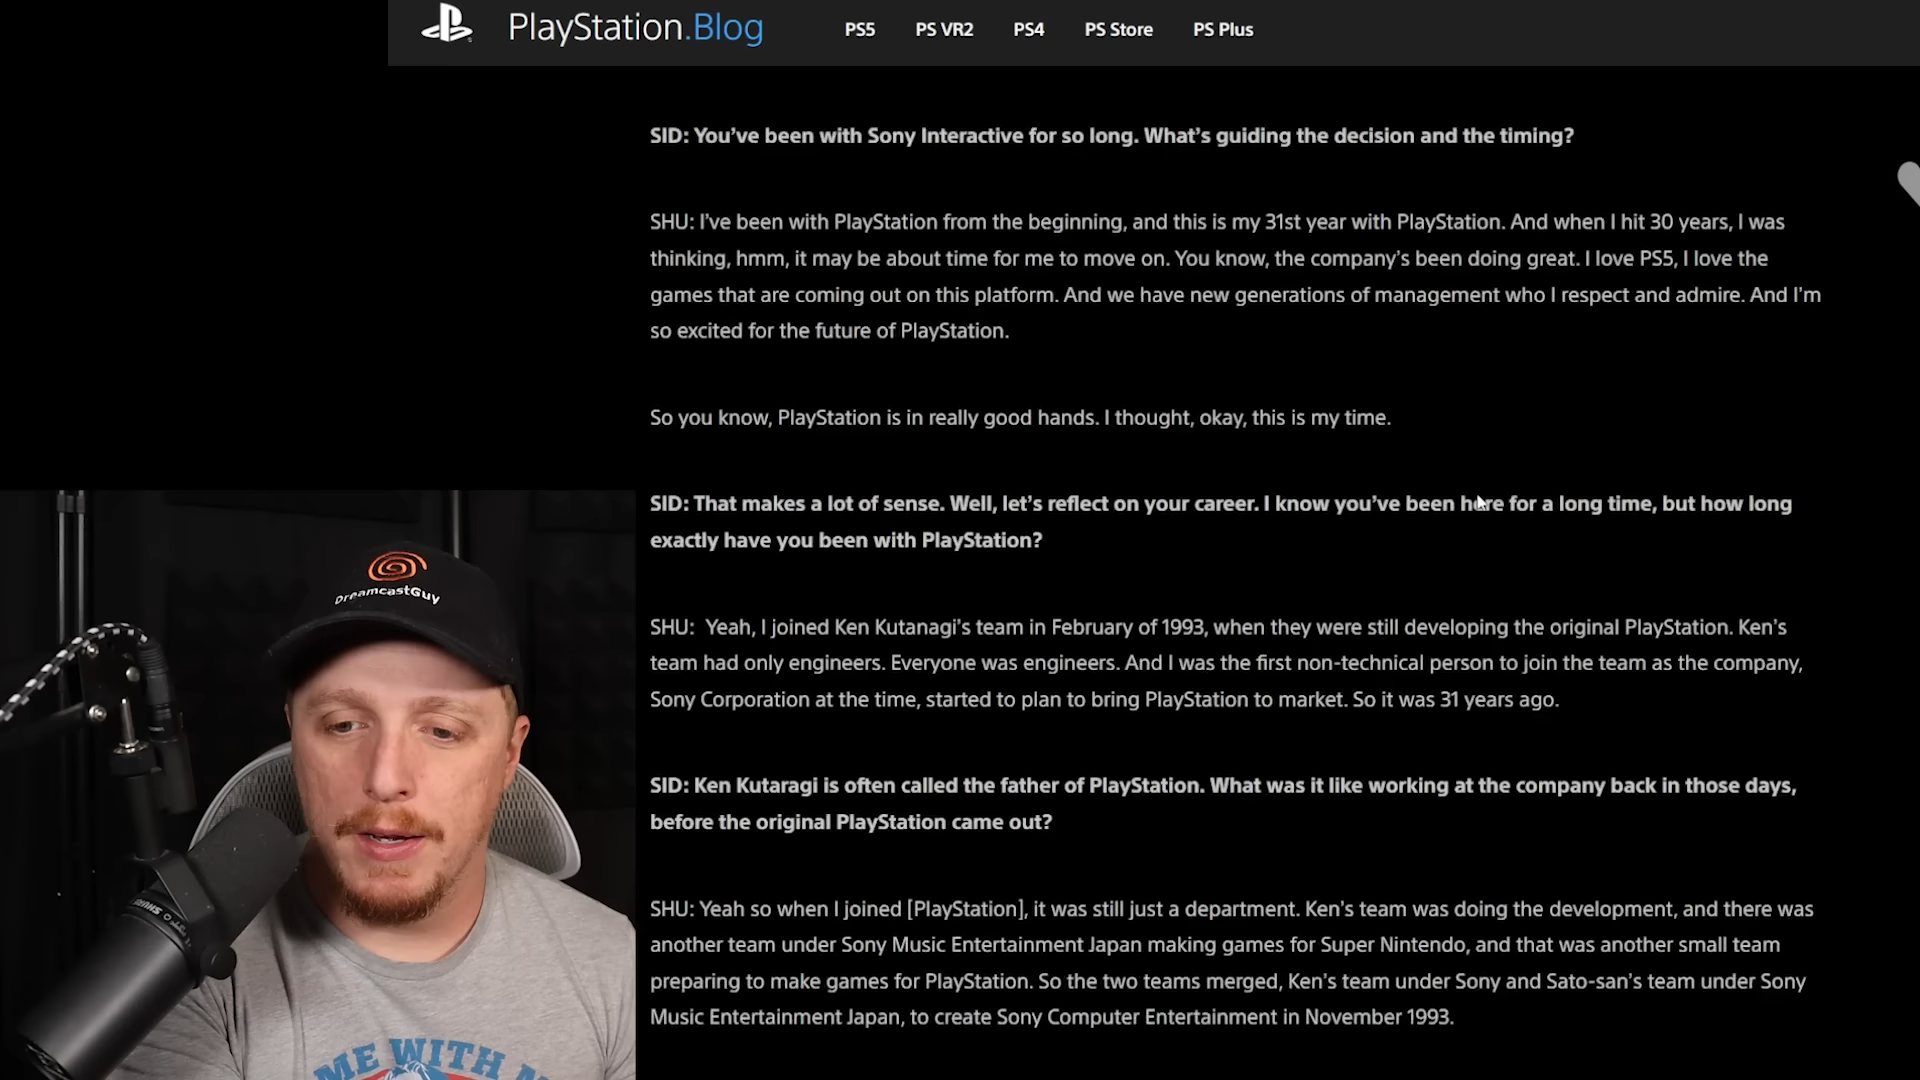 PlayStation.Blog
PS5
PS VR2
PS4
PS Store
PS Plus
SID: You've been with Sony Interactive for so long. What's guiding the decision and the timing?
SHU: I've been with PlayStation from the beginning, and this is my 31st year with PlayStation. And when I hit 30 years, I was
thinking, hmm, it may be about time for me to move on. You know, the company's been doing great. I love PS5, I love the
games that are coming out on this platform. And we have new generations of management who I respect and admire. And I'm
so excited for the future of PlayStation.
So you know, PlayStation is in really good hands. I thought, okay, this is my time.
SID: That makes a lot of sense. Well, let's reflect on your career. I know you've been here for a long time, but how long
exactly have you been with PlayStation?
SHU: Yeah, I joined Ken Kutanagi's team in February of 1993, when they were still developing the original PlayStation. Ken's
team had only engineers. Everyone was engineers. And I was the first non-technical person to join the team as the company,
Sony Corporation at the time, started to plan to bring PlayStation to market. So it was 31 years ago.
SID: Ken Kutaragi is often called the father of PlayStation. What was it like working at the company back in those days,
before the original PlayStation came out?
SHU: Yeah so when I joined [PlayStation], it was still just a department. Ken's team was doing the development, and there was
another team under Sony Music Entertainment Japan making games for Super Nintendo, and that was another small team
preparing to make games for PlayStation. So the two teams merged, Ken's team under Sony and Sato-san's team under Sony
Music Entertainment Japan, to create Sony Computer Entertainment in November 1993.
DreamcastGuy
SHURE
ME WITH